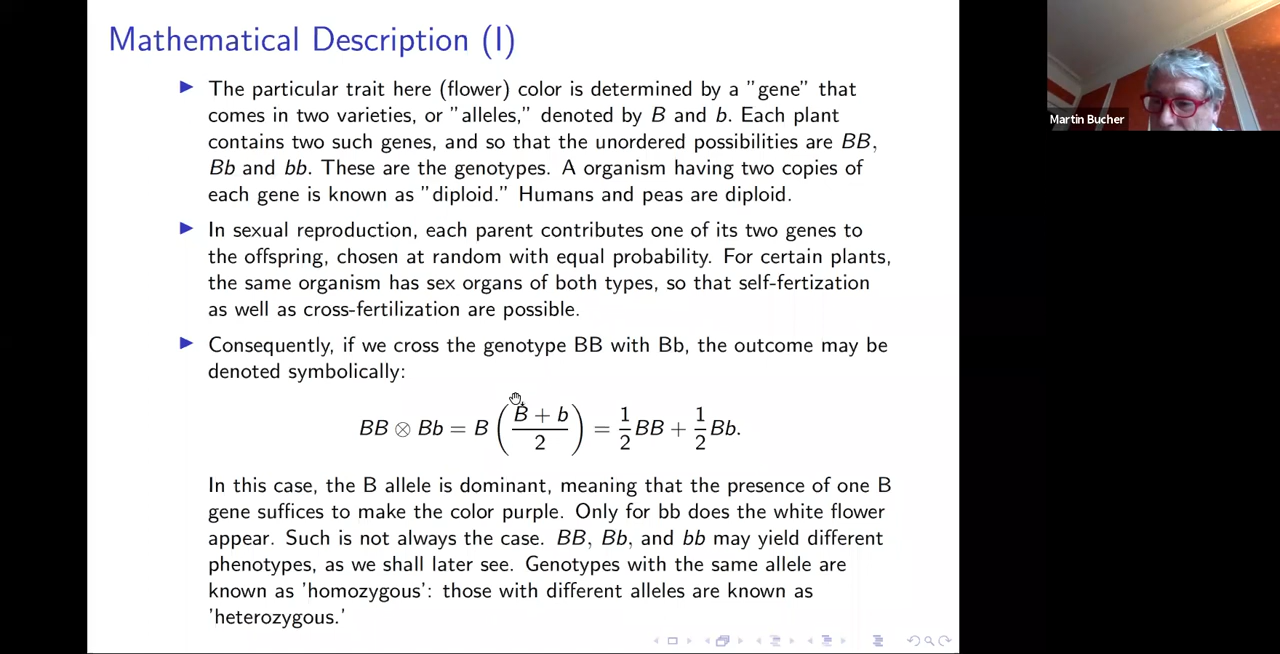 Mathematical Description (I)
The particular trait here (flower) color is determined by a "gene" that
comes in two varieties, or "alleles," denoted by B and b. Each plant
contains two such genes, and so that the unordered possibilities are BB,
Bb and bb. These are the genotypes. A organism having two copies of
each gene is known as "diploid." Humans and peas are diploid.
In sexual reproduction, each parent contributes one of its two genes to
the offspring, chosen at random with equal probability. For certain plants,
the same organism has sex organs of both types, so that self-fertization
as well as cross-fertilization are possible.
Consequently, if we cross the genotype BB with Bb, the outcome may be
denoted symbolically:
BB ⊗ Bb = B ( (B + b) / 2 ) = 1/2 BB + 1/2 Bb.
In this case, the B allele is dominant, meaning that the presence of one B
gene suffices to make the color purple. Only for bb does the white flower
appear. Such is not always the case. BB, Bb, and bb may yield different
phenotypes, as we shall later see. Genotypes with the same allele are
known as 'homozygous': those with different alleles are known as
'heterozygous.'
Martin Bucher